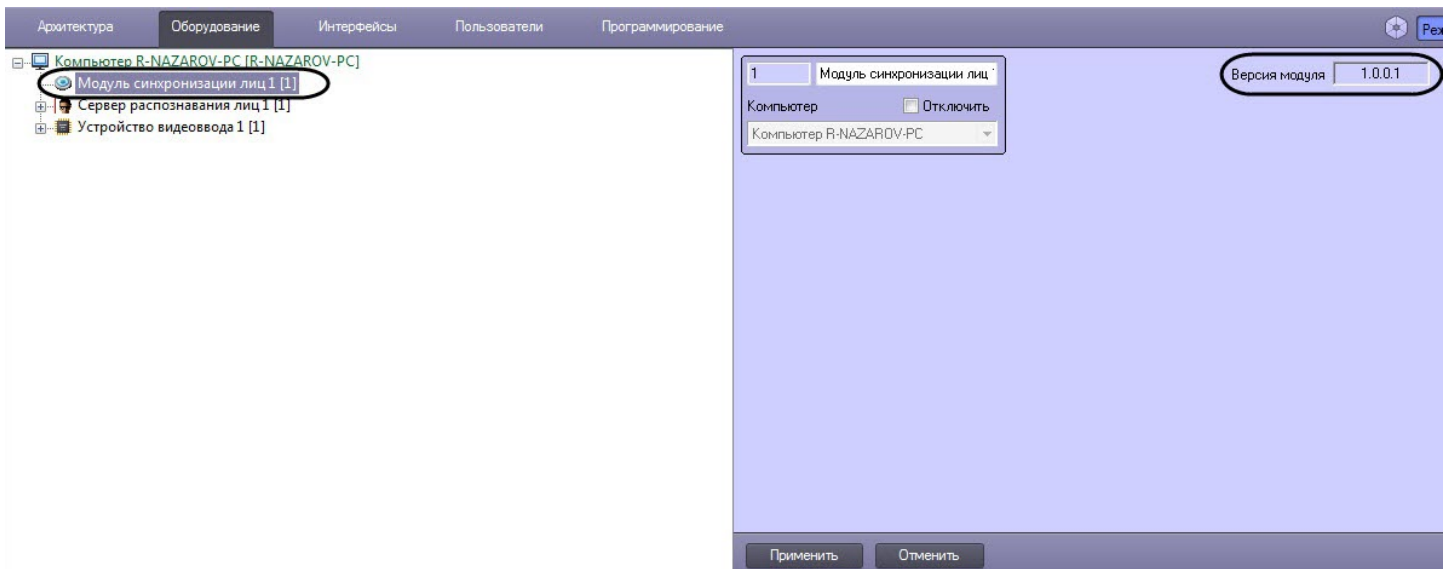 Архитектура Оборудование Интерфейсы Пользователи Программирование
Компьютер R-NAZAROV-PC [R-NAZAROV-PC]
Модуль синхронизации лиц 1 [1]
Сервер распознавания лиц 1 [1]
Устройство видеоввода 1 [1]
1 Модуль синхронизации лиц
Версия модуля 1.0.0.1
Компьютер Отключить
Компьютер R-NAZAROV-PC
Применить Отменить